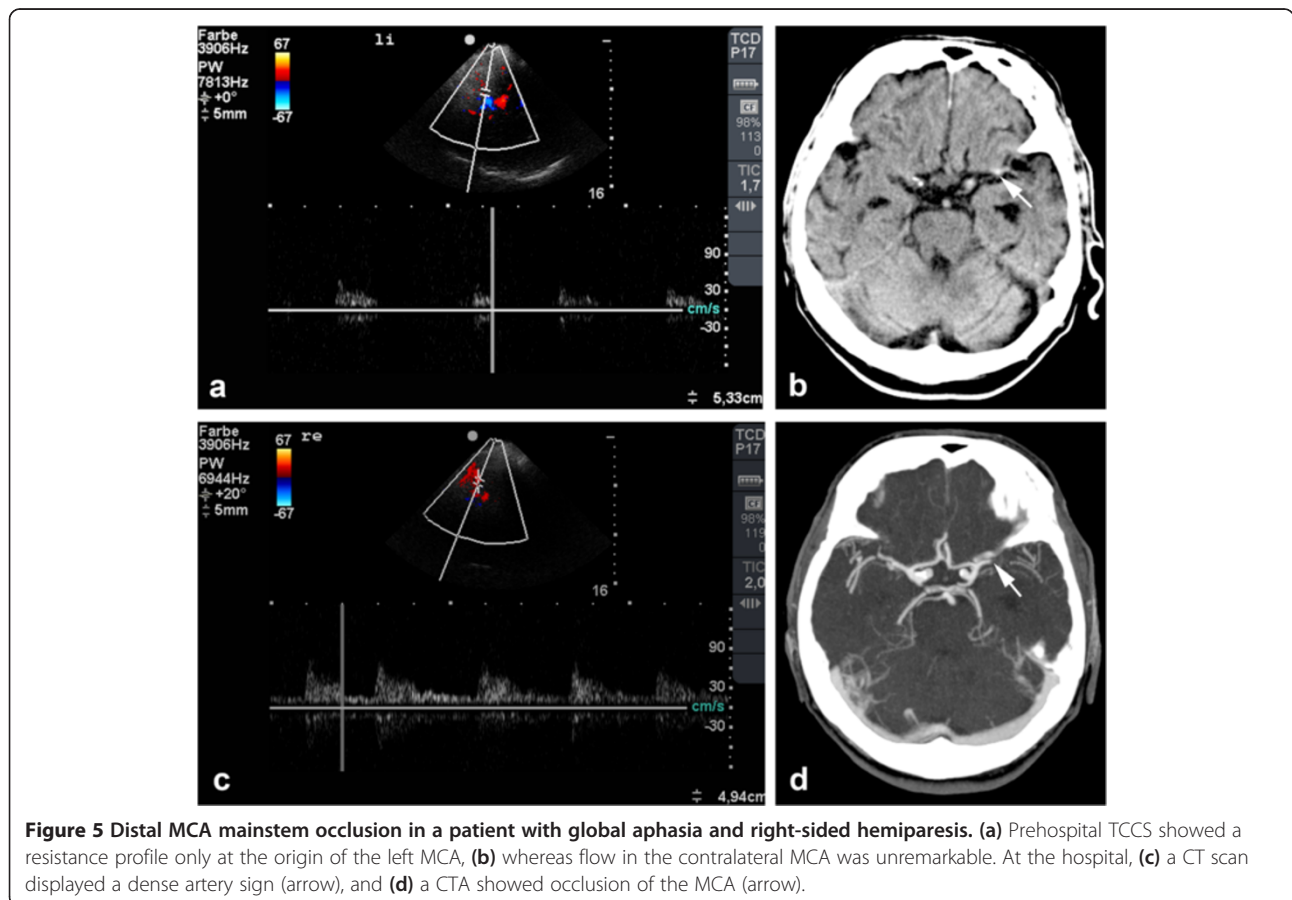 Farbe
3906Hz
67
PW
7813Hz
+0°
5mm
-67
li
16
TCD
P17
CF
98%
113
0
TIC
1,7
90
30
cm/s
-30
5,33cm
a
b
Farbe
3906Hz
67
PW
6944Hz
+20°
5mm
-67
re
16
TCD
P17
CF
98%
119
0
TIC
2,0
90
30
cm/s
-30
4,94cm
c
d
Figure 5 Distal MCA mainstem occlusion in a patient with global aphasia and right-sided hemiparesis. (a) Prehospital TCCS showed a
resistance profile only at the origin of the left MCA, (b) whereas flow in the contralateral MCA was unremarkable. At the hospital, (c) a CT scan
displayed a dense artery sign (arrow), and (d) a CTA showed occlusion of the MCA (arrow).